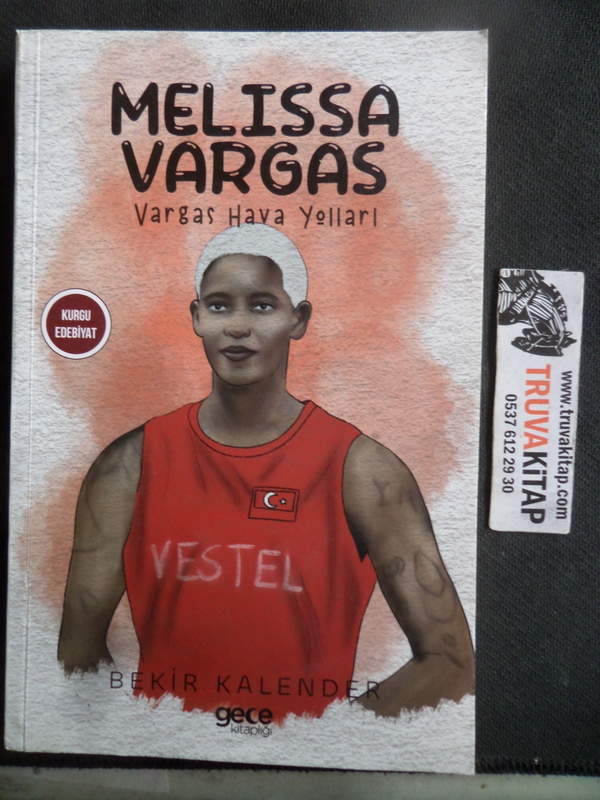 MELISSA
VARGAS
Vargas Hava Yolları
KURGU
EDEBİYAT
VESTEL
BEKİR KALENDER
gece
kitaplığı
www.truvakitap.com
TRUVAKİTAP
0537 612 29 30